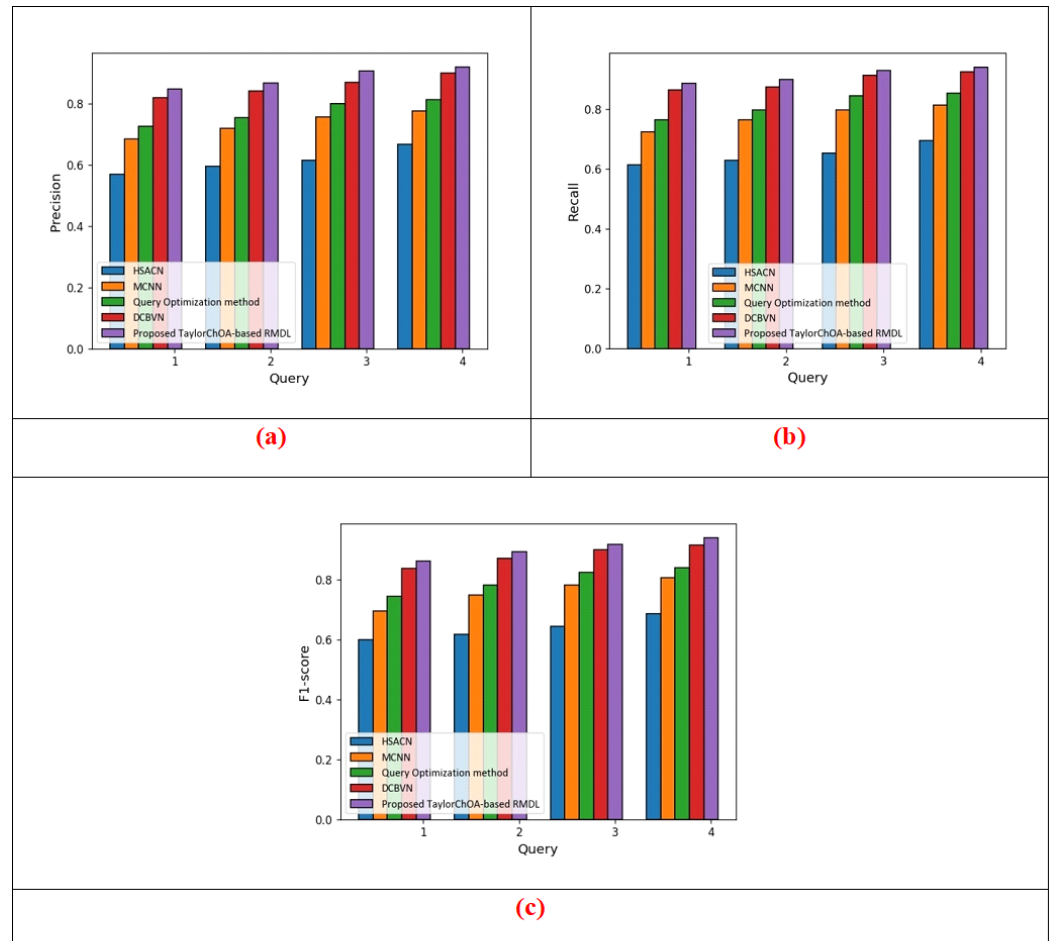 Precision
0.8
0.6
0.4
0.2
0.0
HSACN
MCNN
Query Optimization method
DCBVN
Proposed TaylorChOA-based RMDL
1 2 3 4
Query
(a)
Recall
0.8
0.6
0.4
0.2
0.0
HSACN
MCNN
Query Optimization method
DCBVN
Proposed TaylorChOA-based RMDL
1 2 3 4
Query
(b)
F1-score
0.8
0.6
0.4
0.2
0.0
HSACN
MCNN
Query Optimization method
DCBVN
Proposed TaylorChOA-based RMDL
1 2 3 4
Query
(c)